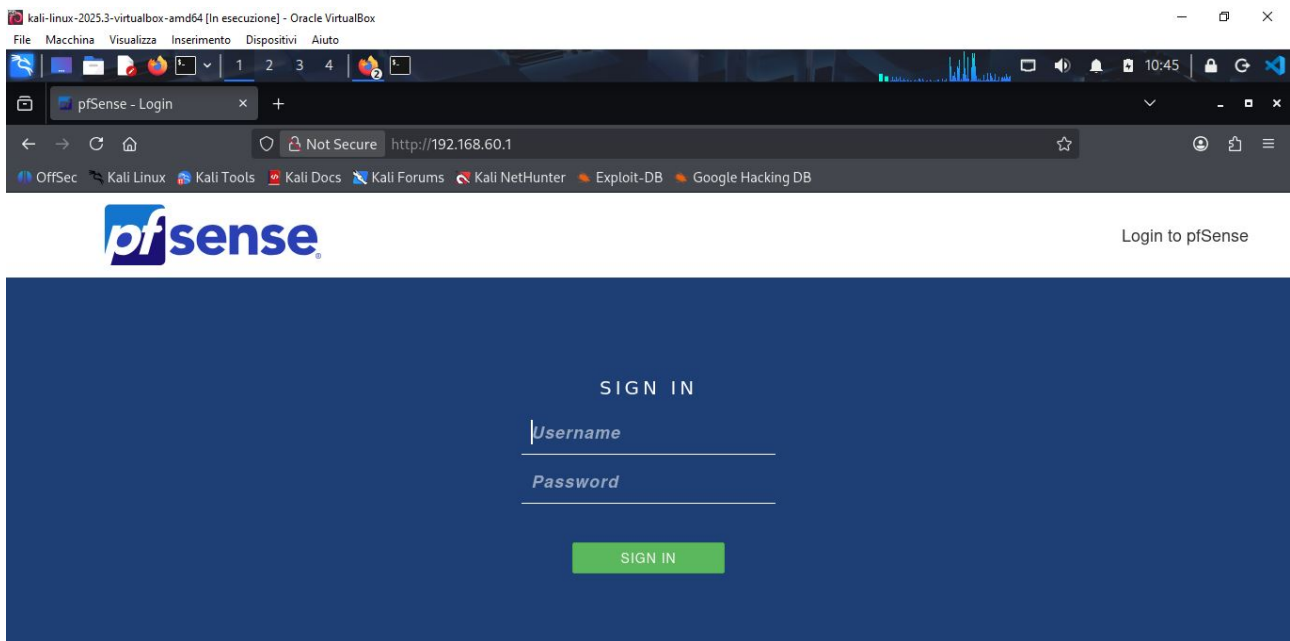 kali-linux-2025.3-virtualbox-amd64 [In esecuzione] - Oracle VirtualBox
File Macchina Visualizza Inserimento Dispositivi Aiuto
1 2 3 4 2 10:45
pfSense - Login
Not Secure http://192.168.60.1
OffSec Kali Linux Kali Tools Kali Docs Kali Forums Kali NetHunter Exploit-DB Google Hacking DB
pfsense® Login to pfSense
SIGN IN
Username
Password
SIGN IN